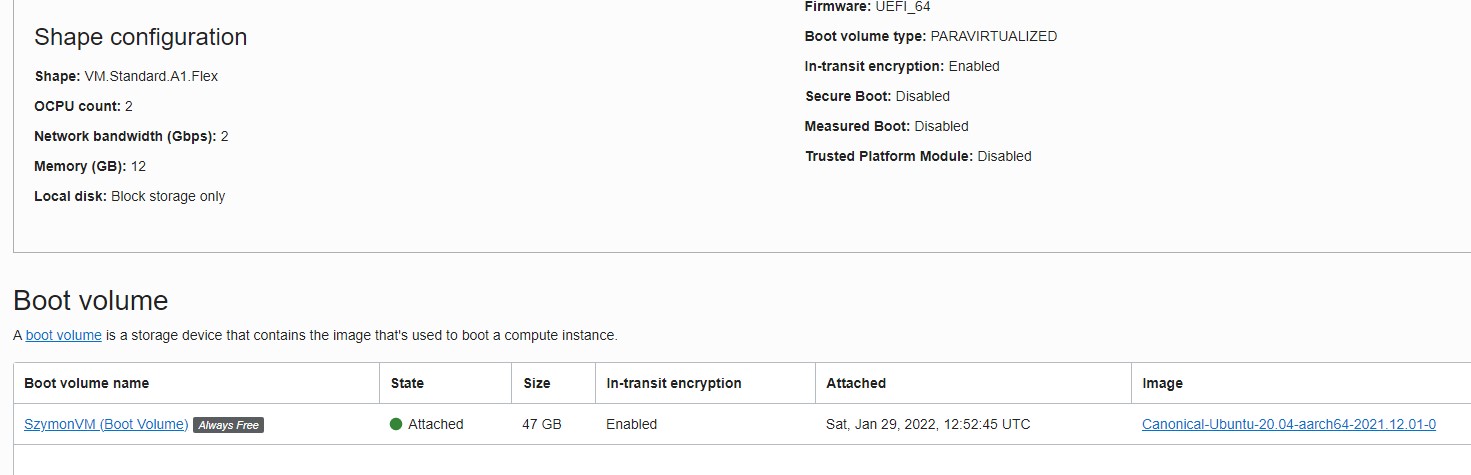 Firmware: UEFI_64
Shape configuration
Boot volume type: PARAVIRTUALIZED
In-transit encryption: Enabled
Shape: VM.Standard.A1.Flex
Secure Boot: Disabled
OCPU count: 2
Measured Boot: Disabled
Network bandwidth (Gbps): 2
Trusted Platform Module: Disabled
Memory (GB): 12
Local disk: Block storage only
Boot volume
A boot volume is a storage device that contains the image that's used to boot a compute instance.
Boot volume name State Size In-transit encryption Attached Image
SzymonVM (Boot Volume) Always Free Attached 47 GB Enabled Sat, Jan 29, 2022, 12:52:45 UTC Canonical-Ubuntu-20.04-aarch64-2021.12.01-0